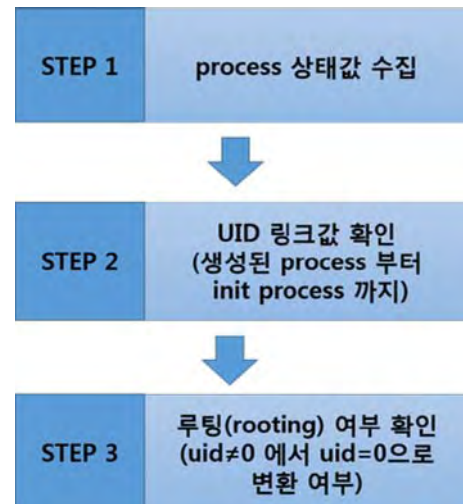 STEP 1
process 상태값 수집
STEP 2
UID 링크값 확인
(생성된 process 부터
init process 까지)
STEP 3
루팅(rooting) 여부 확인
(uid≠0 에서 uid=0으로
변환 여부)